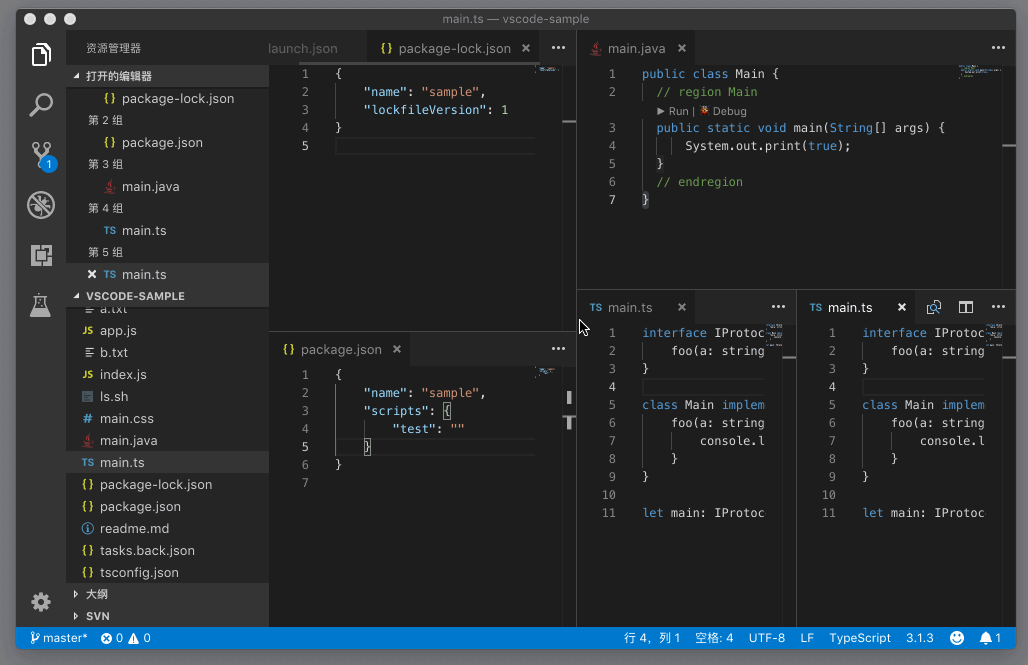 main.ts — vscode-sample
资源管理器
打开的编辑器
{} package-lock.json
第 2 组
{} package.json
第 3 组
main.java
第 4 组
TS main.ts
第 5 组
× TS main.ts
VSCODE-SAMPLE
a.txt
JS app.js
b.txt
JS index.js
ls.sh
# main.css
main.java
TS main.ts
{} package-lock.json
{} package.json
readme.md
{} tasks.back.json
{} tsconfig.json
大纲
SVN
1
launch.json
{} package-lock.json ×
1 {
2 "name": "sample",
3 "lockfileVersion": 1
4 }
5
{} package.json ×
1 {
2 "name": "sample",
3 "scripts": {
4 "test": ""
5 }
6 }
7
main.java ×
1 public class Main {
2 // region Main
Run | Debug
3 public static void main(String[] args) {
4 System.out.print(true);
5 }
6 // endregion
7 }
TS main.ts ×
1 interface IProtoc
2 foo(a: string
3 }
4
5 class Main implem
6 foo(a: string
7 console.l
8 }
9 }
10
11 let main: IProtoc
TS main.ts ×
1 interface IProtoc
2 foo(a: string
3 }
4
5 class Main implem
6 foo(a: string
7 console.l
8 }
9 }
10
11 let main: IProtoc
master* 0 0 行 4，列 1 空格: 4 UTF-8 LF TypeScript 3.1.3 1